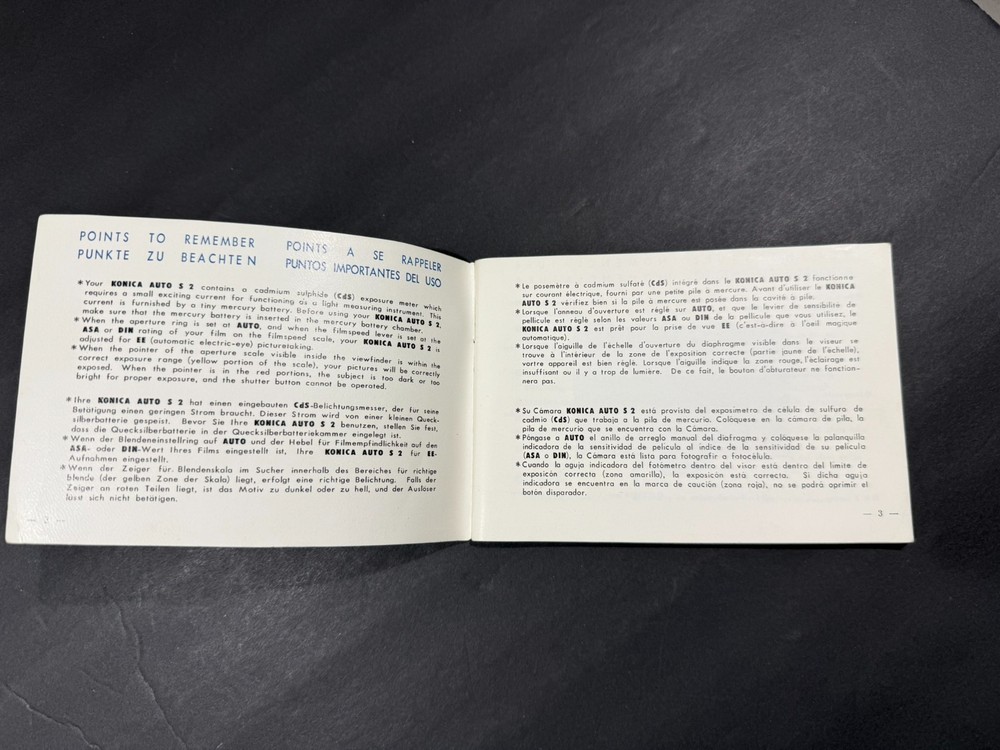 POINTS TO REMEMBER POINTS A SE RAPPELER
PUNKTE ZU BEACHTEN PUNTOS IMPORTANTES DEL USO
* Your KONICA AUTO S 2 contains a cadmium sulphide (CdS) exposure meter which
requires a small exciting current for functioning as a light measuring instrument. This
current is furnished by a tiny mercury battery. Before using your KONICA AUTO S 2,
make sure that the mercury battery is inserted in the mercury battery chamber.
* When the aperture ring is set at AUTO, and when the filmspeed lever is set at the
ASA or DIN rating of your film on the filmspeed scale, your KONICA AUTO S 2 is
adjusted for EE (automatic electric-eye) picturetaking.
* When the pointer of the aperture scale visible inside the viewfinder is within the
correct exposure range (yellow portion of the scale), your pictures will be correctly
exposed. When the pointer is in the red portions, the subject is too dark or too
bright for proper exposure, and the shutter button cannot be operated.
* Ihre KONICA AUTO S 2 hat einen eingebauten CdS-Belichtungsmesser, der für seine
Betätigung einen geringen Strom braucht. Dieser Strom wird von einer kleinen Queck-
silberbatterie gespeist. Bevor Sie Ihre KONICA AUTO S 2 benutzen, stellen Sie fest,
dass die Quecksilberbatterie in der Quecksilberbatteriekammer eingelegt ist.
* Wenn der Blendeneinstellring auf AUTO und der Hebel für Filmempfindlichkeit auf den
ASA- oder DIN-Wert Ihres Films eingestellt ist, Ihre KONICA AUTO S 2 für EE-
Aufnahmen eingestellt.
* Wenn der Zeiger für Blendenskala im Sucher innerhalb des Bereiches für richtige
blende (der gelben Zone der Skala) liegt, erfolgt eine richtige Belichtung. Falls der
Zeiger an roten Teilen liegt, ist das Motiv zu dunkel oder zu hell, und der Auslöser
lässt sich nicht betätigen.
— 3 —
* Le posemètre à cadmium sulfaté (CdS) intégré dans le KONICA AUTO S 2 fonctionne
sur courant électrique, fourni par une petite pile à mercure. Avant d'utiliser le KONICA
AUTO S 2 vérifiez bien si la pile à mercure est posée dans la cavité à pile.
* Lorsque l'anneau d'ouverture est règlé sur AUTO, et que le levier de sensibilité de
pellicule est règle selon les valeurs ASA ou DIN de la pellicule que vaus utilisez, le
KONICA AUTO S 2 est prêt pour la prise de vue EE (c'est-à-dire à l'oeil magique
automatique).
* Lorsque l'aiguille de l'échelle d'ouverture du diaphragme visible dans le viseur se
trouve à l'intérieur de la zone de l'exposition correcte (partie jaune de l'échelle),
vortre appareil est bien règlé. Lorsque l'aiguille indique la zone rouge, l'éclairage est
insuffisant ou il y a trop de lumière. De ce fait, le bouton d'obturateur ne fonction-
nera pas.
* Su Cámara KONICA AUTO S 2 está provista del exposimetro de célula de sulfuro de
cadmio (CdS) que trabaja a la pila de mercurio. Colóquese en la cámara de pila, la
pila de mercurio que se encuentra con la Cámara.
* Póngase a AUTO el anillo de arreglo manual del diafragma y colóquese la palanquilla
indicadora de la sensitividad de película al índice de la sensitividad de su película
(ASA o DIN), la Cámara está lista para fotografir a fotocélula.
* Cuando la aguja indicadora del fotómetro dentro del visor está dentro del limite de
exposición correcta (zona amarillo), la exposición está correcta. Si dicha aguja
indicadora se encuentra en la marca de caución (zona roja), no se podrá oprimir el
botón disparador.
— 3 —